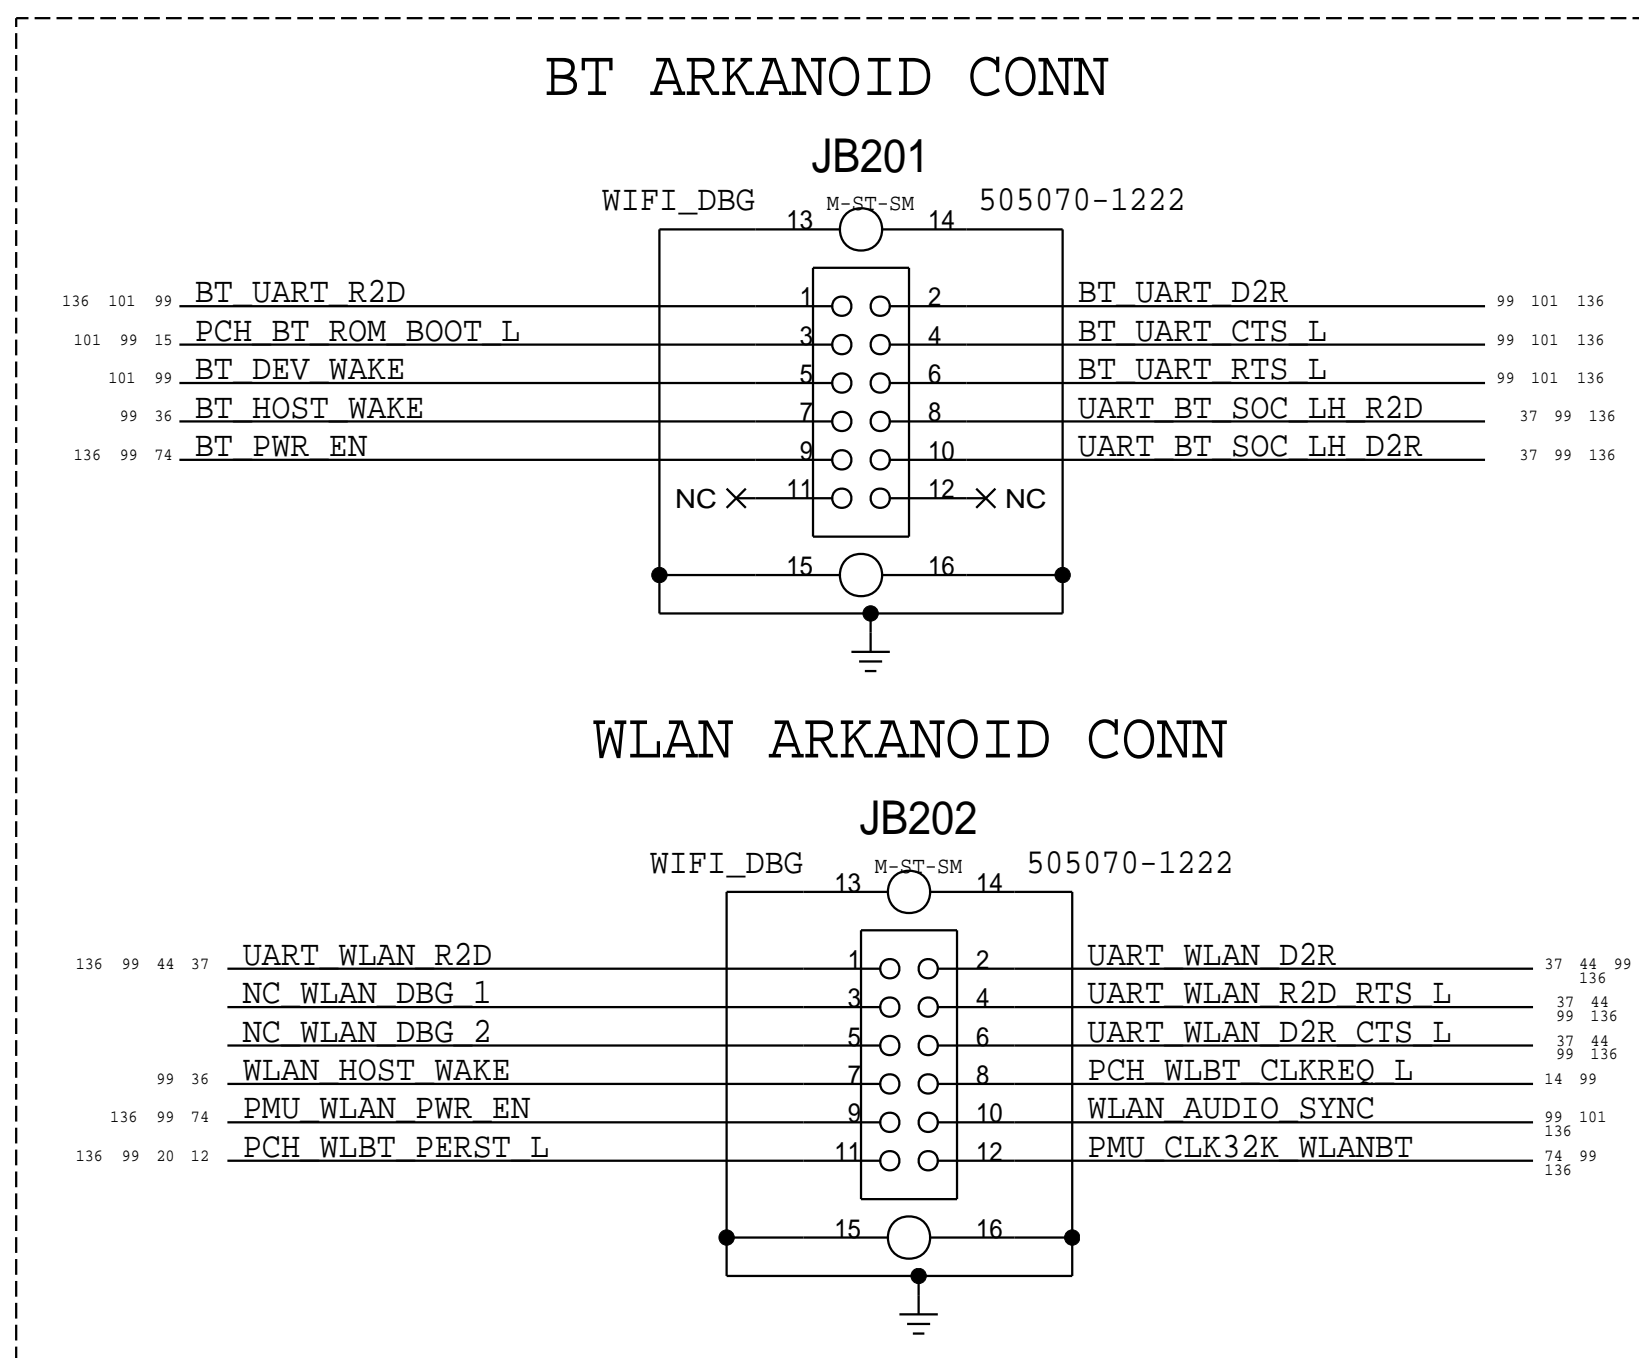 BT ARKANOID CONN
JB201
WIFI_DBG M-ST-SM 505070-1222
13 14
136 101 99 BT_UART_R2D 1 2 BT_UART_D2R 99 101 136
101 99 15 PCH_BT_ROM_BOOT_L 3 4 BT_UART_CTS_L 99 101 136
101 99 BT_DEV_WAKE 5 6 BT_UART_RTS_L 99 101 136
99 36 BT_HOST_WAKE 7 8 UART_BT_SOC_LH_R2D 37 99 136
136 99 74 BT_PWR_EN 9 10 UART_BT_SOC_LH_D2R 37 99 136
NC 11 12 NC
15 16
WLAN ARKANOID CONN
JB202
WIFI_DBG M-ST-SM 505070-1222
13 14
136 99 44 37 UART_WLAN_R2D 1 2 UART_WLAN_D2R 37 44 99
136
NC_WLAN_DBG_1 3 4 UART_WLAN_R2D_RTS_L 37 44
99 136
NC_WLAN_DBG_2 5 6 UART_WLAN_D2R_CTS_L 37 44
99 136
99 36 WLAN_HOST_WAKE 7 8 PCH_WLBT_CLKREQ_L 14 99
136 99 74 PMU_WLAN_PWR_EN 9 10 WLAN_AUDIO_SYNC 99 101
136
136 99 20 12 PCH_WLBT_PERST_L 11 12 PMU_CLK32K_WLANBT 74 99
136
15 16